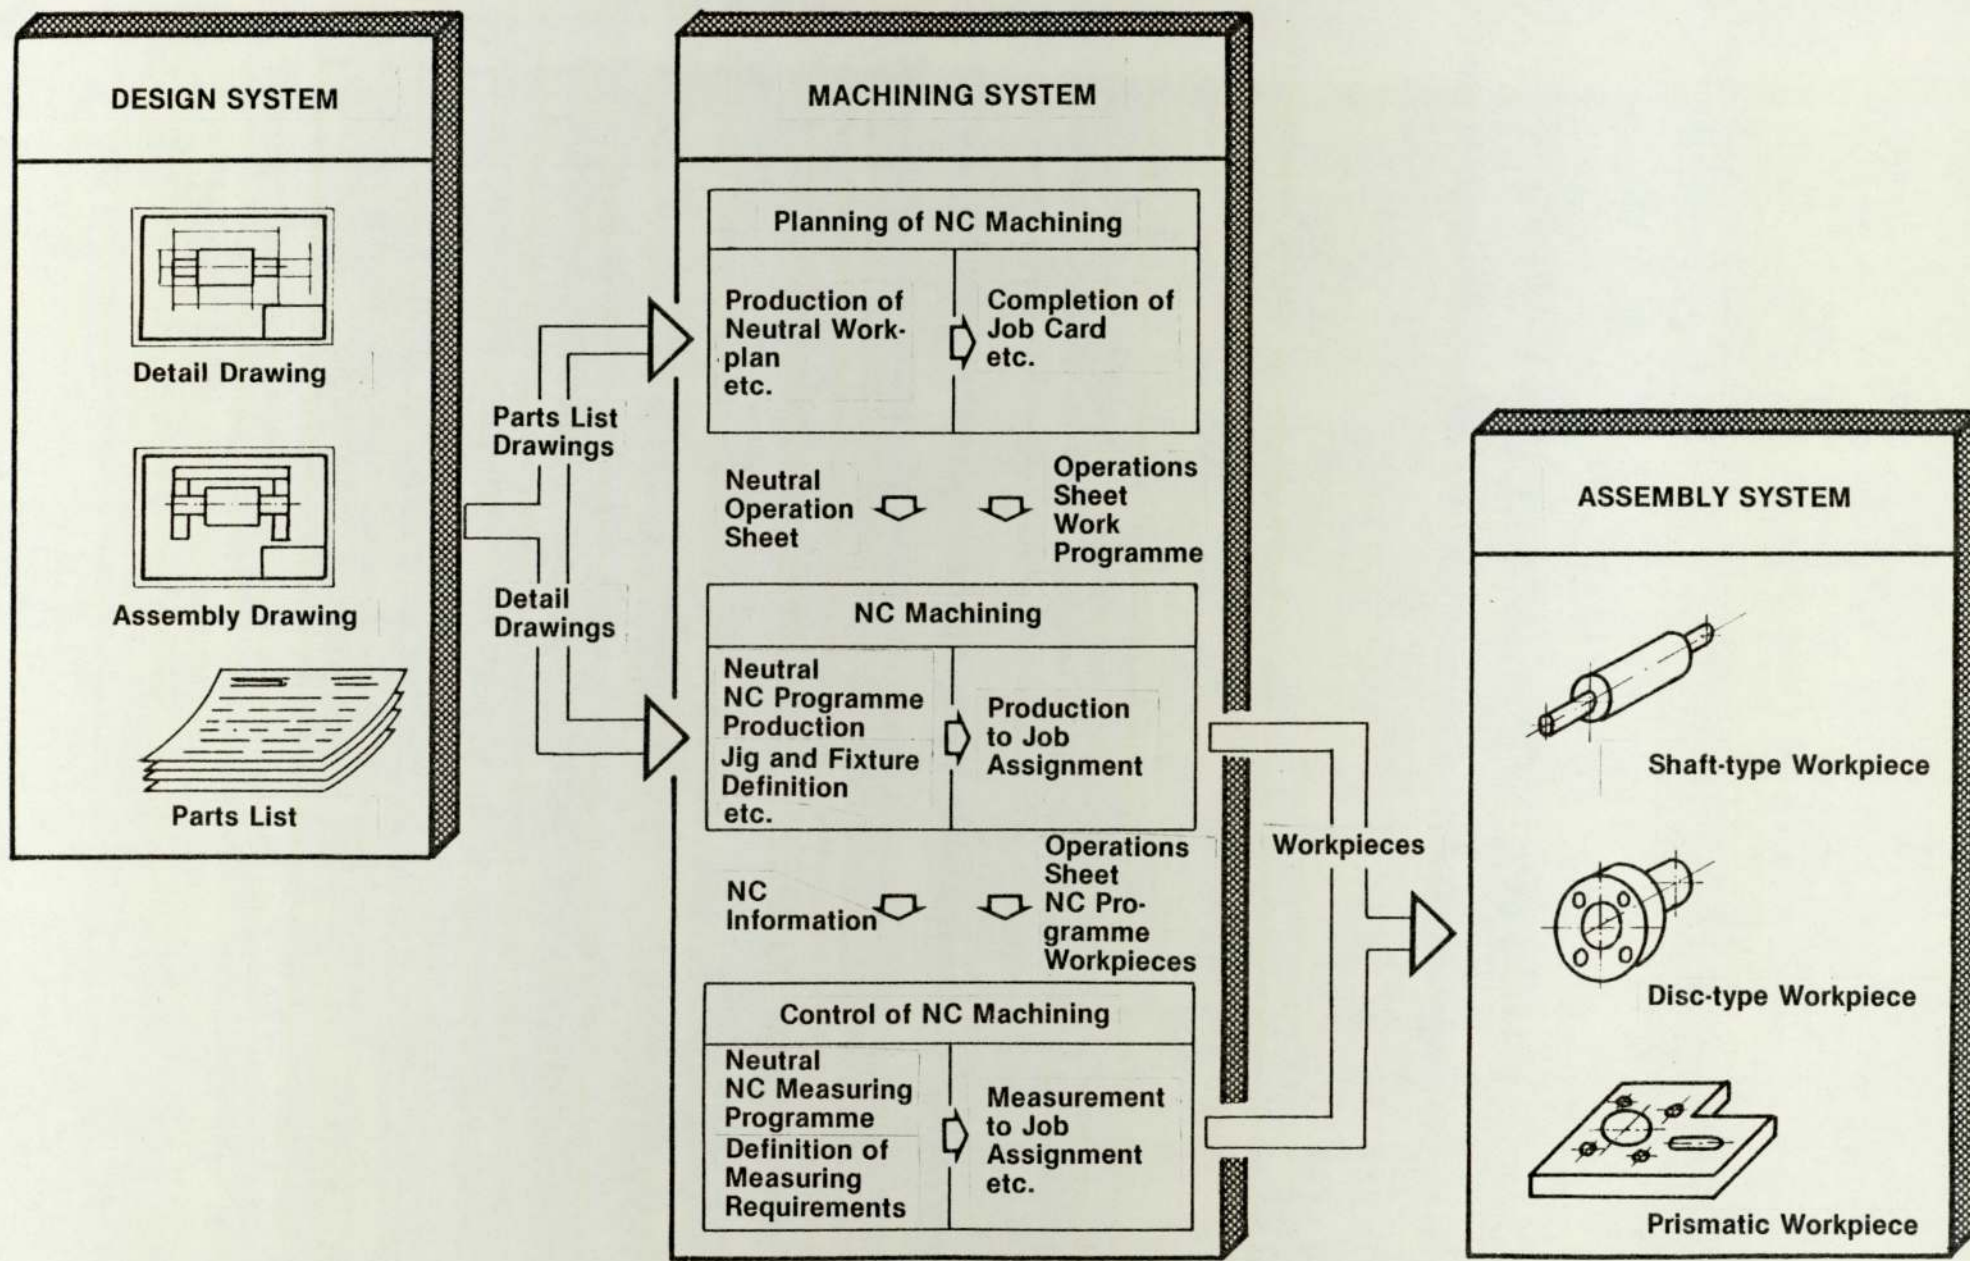 DESIGN SYSTEM
Detail Drawing
Assembly Drawing
Parts List
Parts List
Drawings
Detail
Drawings
MACHINING SYSTEM
Planning of NC Machining
Production of
Neutral Work-
plan
etc.
Completion of
Job Card
etc.
Neutral
Operation
Sheet
Operations
Sheet
Work
Programme
NC Machining
Neutral
NC Programme
Production
Jig and Fixture
Definition
etc.
Production
to Job
Assignment
NC
Information
Operations
Sheet
NC Pro-
gramme
Workpieces
Control of NC Machining
Neutral
NC Measuring
Programme
Definition of
Measuring
Requirements
Measurement
to Job
Assignment
etc.
Workpieces
ASSEMBLY SYSTEM
Shaft-type Workpiece
Disc-type Workpiece
Prismatic Workpiece